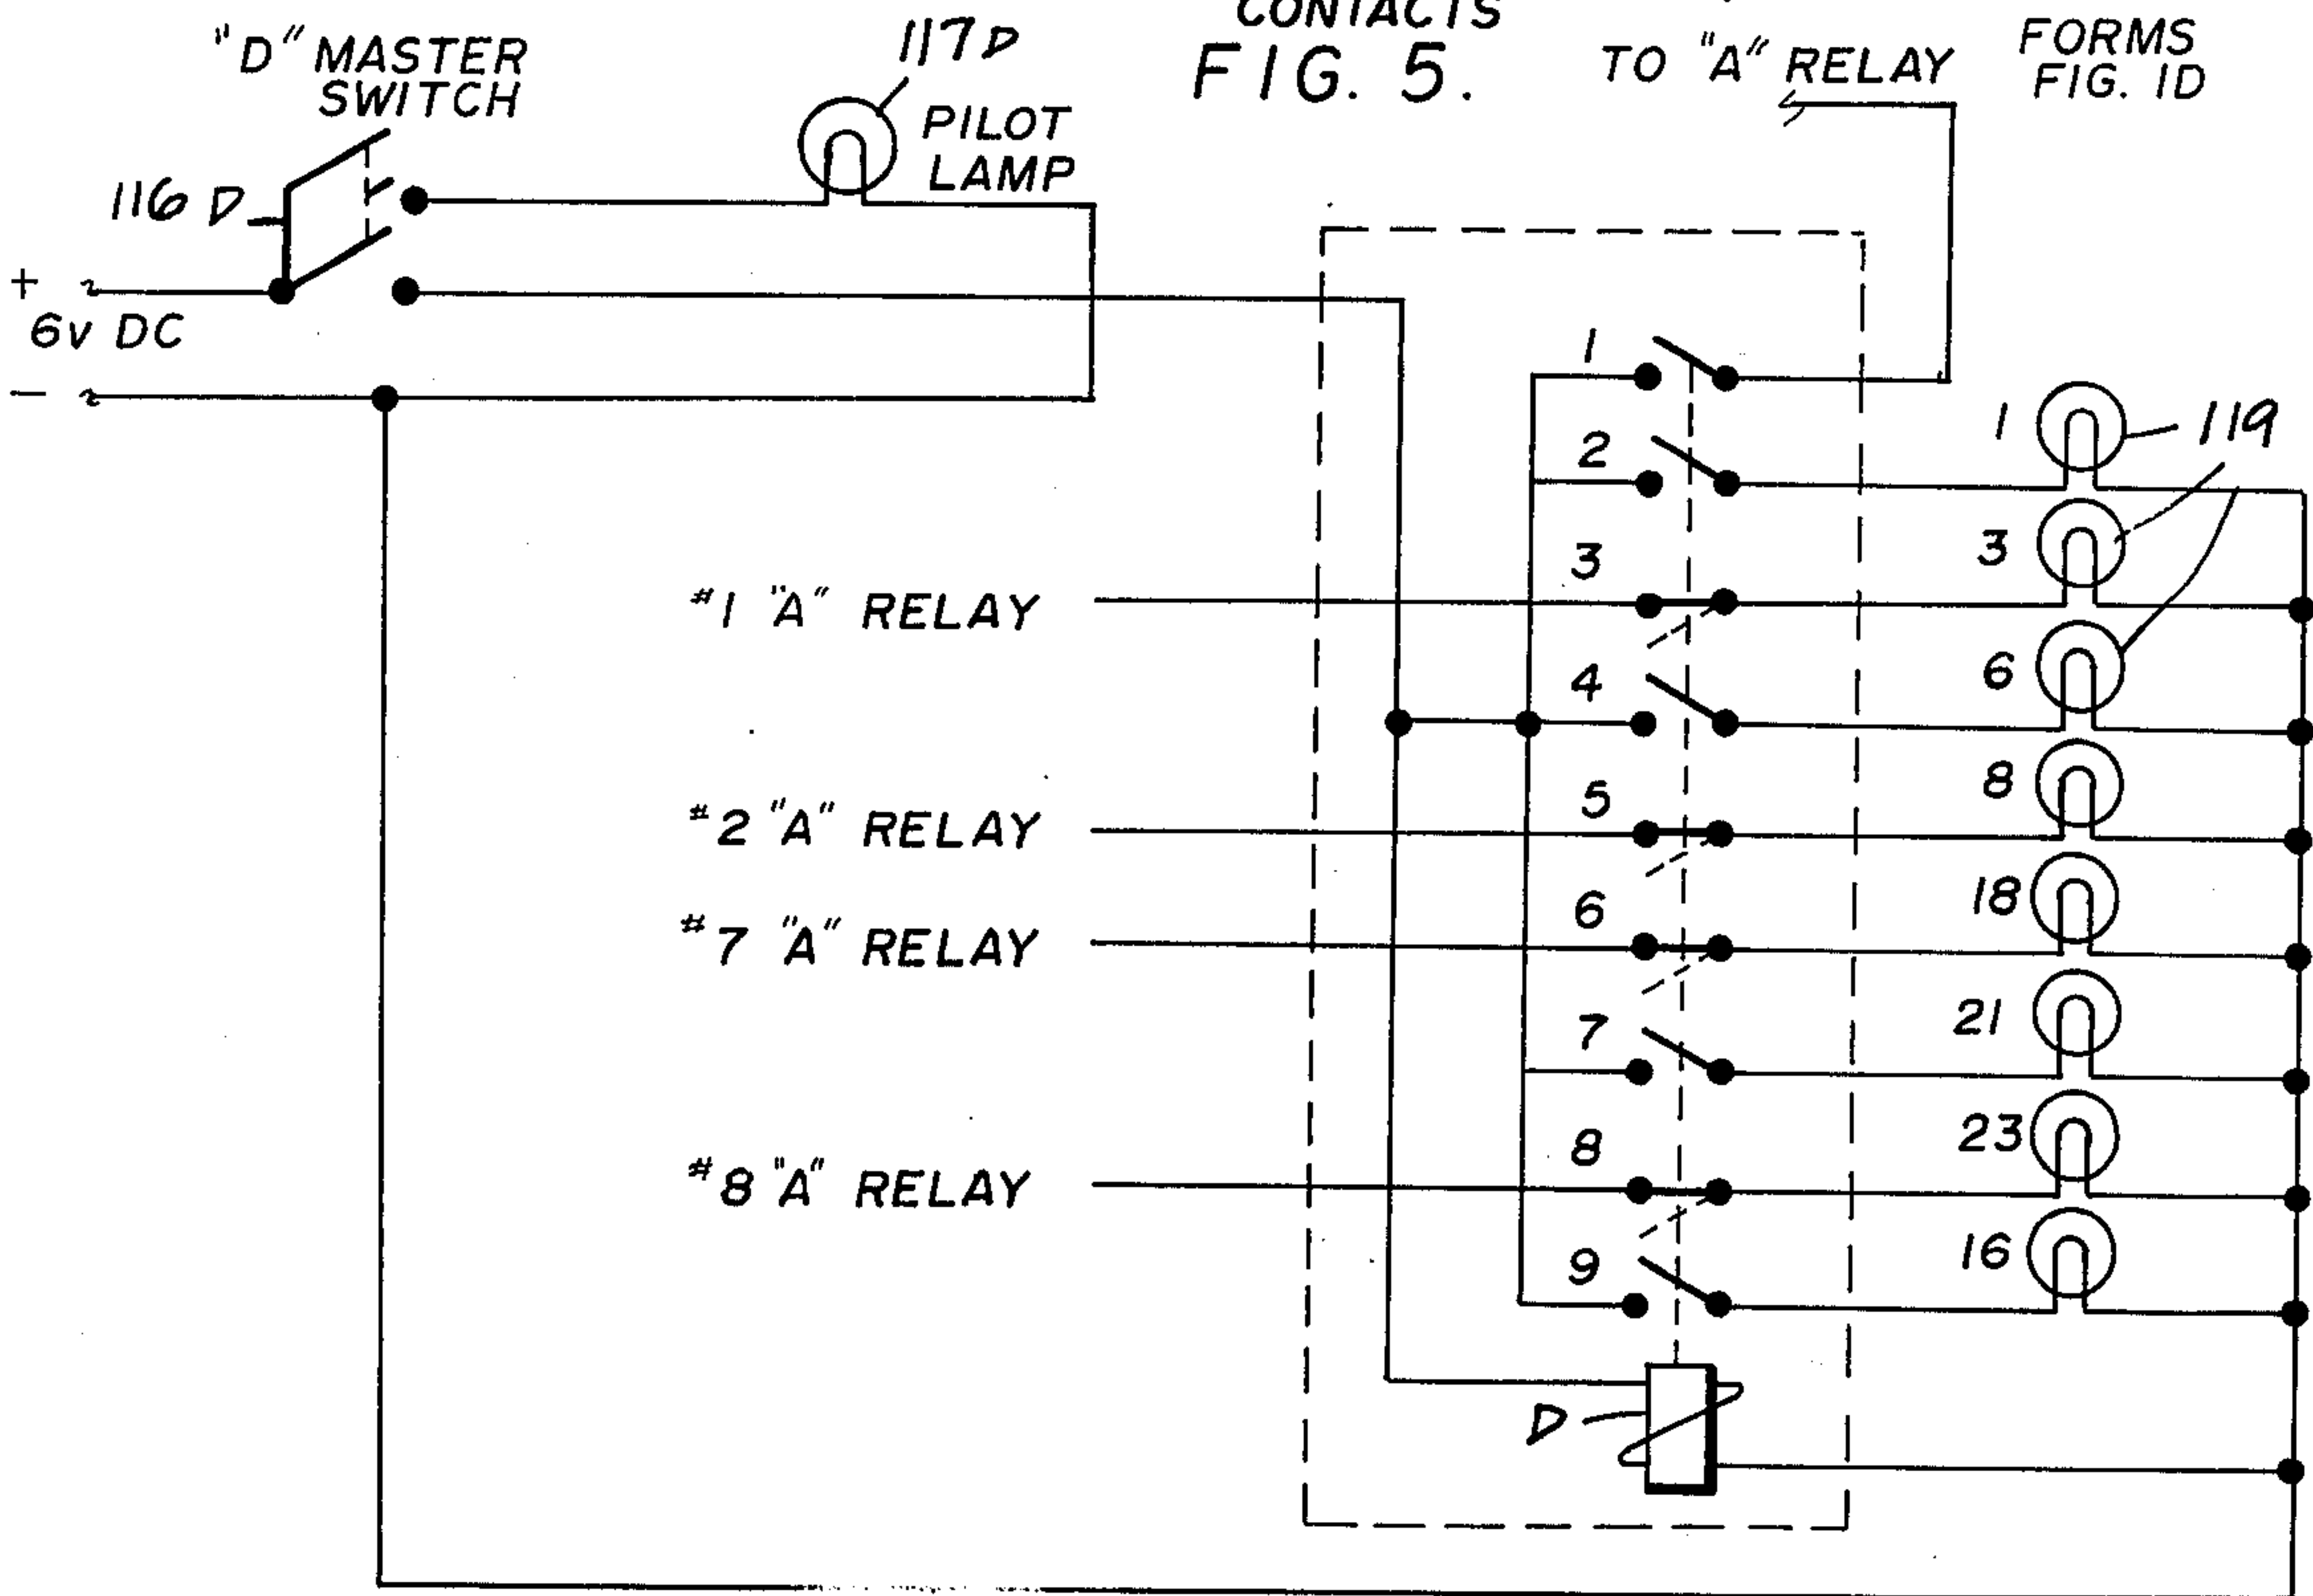 CONTACTS
FIG. 5.
"D" MASTER
SWITCH
117D
PILOT
LAMP
TO "A" RELAY
FORMS
FIG. 1D
116 D
+
6v DC
-
1
2
3
4
5
6
7
8
9
#1 "A" RELAY
#2 "A" RELAY
#7 "A" RELAY
#8 "A" RELAY
1
119
3
6
8
18
21
23
16
D